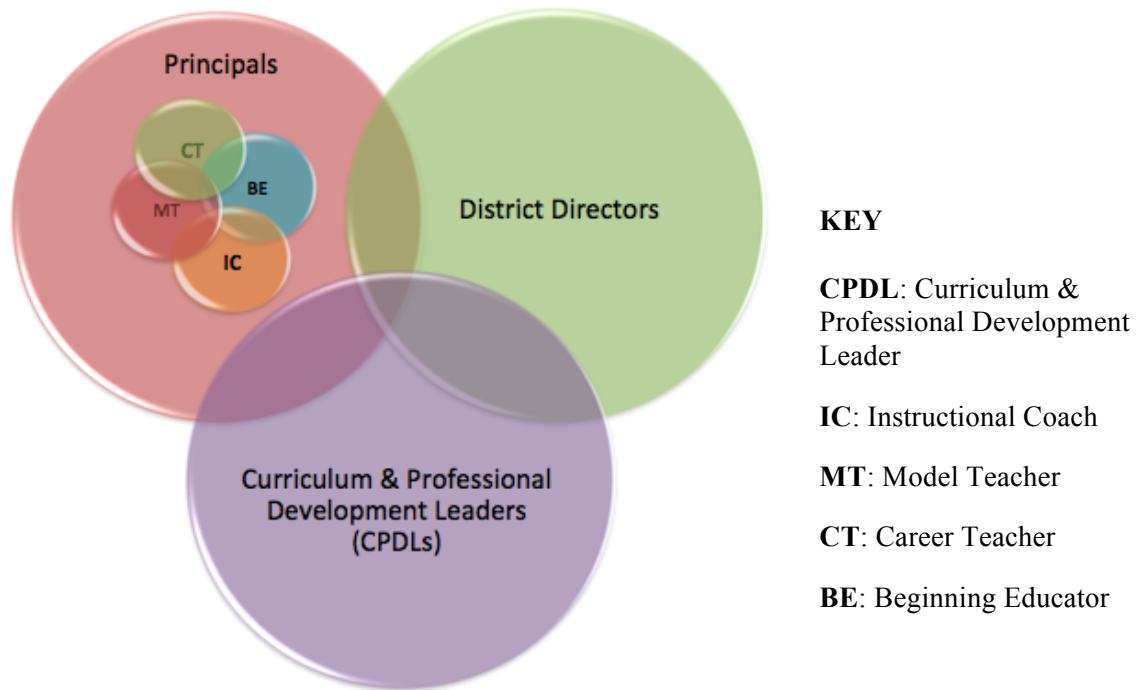 Principals
CT
BE
MT
IC
District Directors
Curriculum & Professional
Development Leaders
(CPDLs)
KEY
CPDL: Curriculum &
Professional Development
Leader
IC: Instructional Coach
MT: Model Teacher
CT: Career Teacher
BE: Beginning Educator